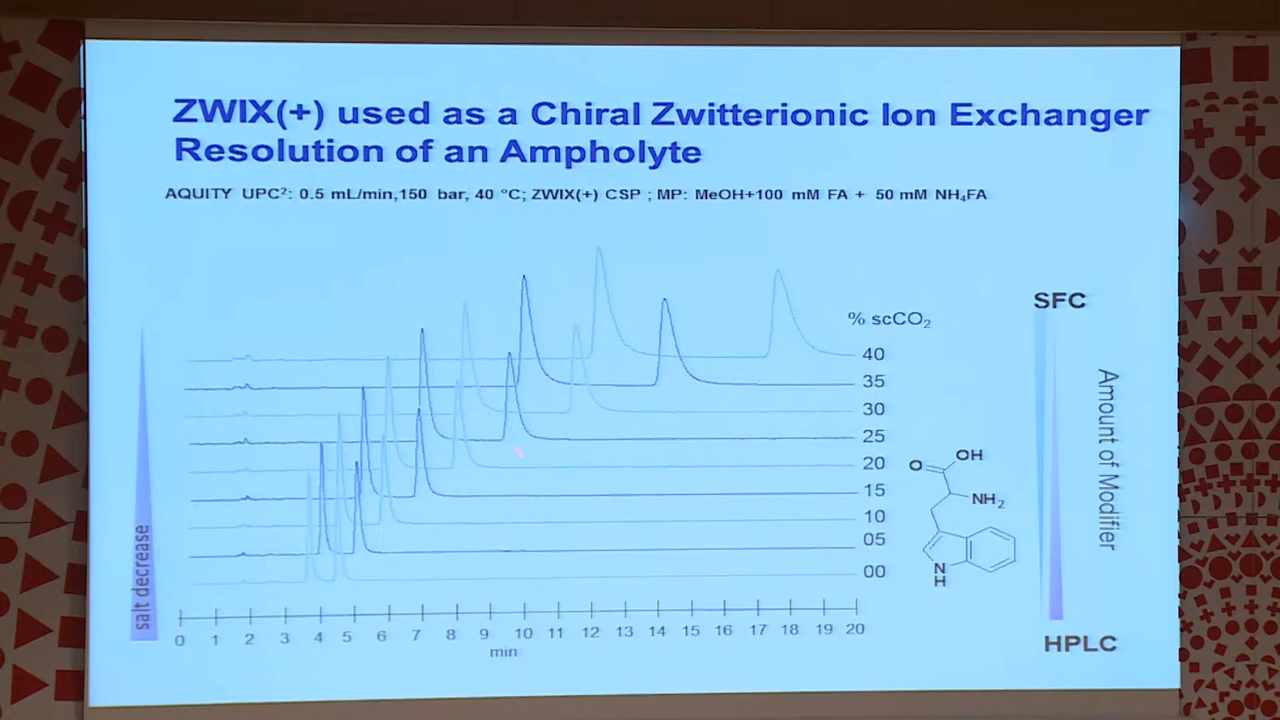 ZWIX(+) used as a Chiral Zwitterionic Ion Exchanger
Resolution of an Ampholyte
AQUITY UPC²: 0.5 mL/min,150 bar, 40 °C; ZWIX(+) CSP ; MP: MeOH+100 mM FA + 50 mM NH₄FA
SFC
% scCO₂
40
35
30
25
20
15
10
05
00
Amount of Modifier
O
OH
NH₂
N
H
salt decrease
0 1 2 3 4 5 6 7 8 9 10 11 12 13 14 15 16 17 18 19 20
min
HPLC